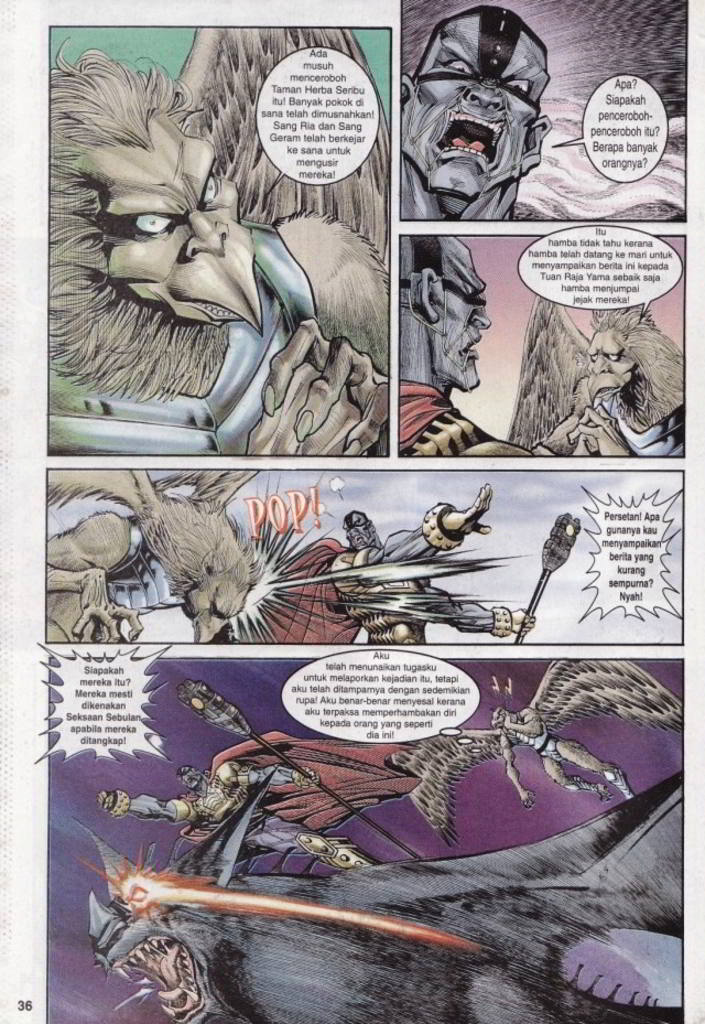 Ada
musuh
menceroboh
Taman Herba Seribu
itu! Banyak pokok di
sana telah dimusnahkan!
Sang Ria dan Sang
Geram telah berkejar
ke sana untuk
mengusir
mereka!
Apa?
Siapakah
penceroboh-
penceroboh itu?
Berapa banyak
orangnya?
Itu
hamba tidak tahu kerana
hamba telah datang ke mari untuk
menyampaikan berita ini kepada
Tuan Raja Yama sebaik saja
hamba menjumpai
jejak mereka!
POP!
Persetan! Apa
gunanya kau
menyampaikan
berita yang
kurang
sempurna?
Nyah!
Siapakah
mereka itu?
Mereka mesti
dikenakan
Seksaan Sebulan
apabila mereka
ditangkap!
Aku
telah menunaikan tugasku
untuk melaporkan kejadian itu, tetapi
aku telah ditamparnya dengan sedemikian
rupa! Aku benar-benar menyesal kerana
aku terpaksa memperhambakan diri
kepada orang yang seperti
dia ini!
36